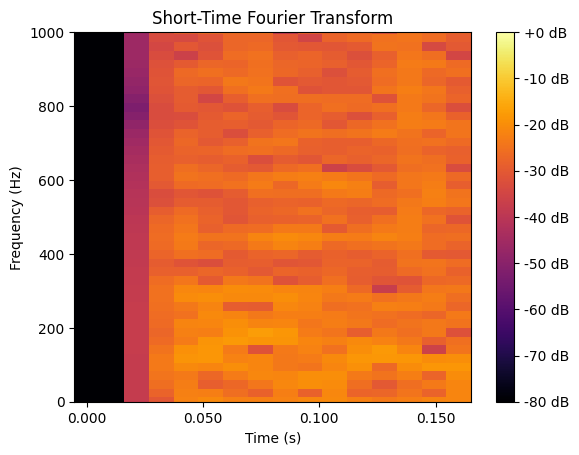 Short-Time Fourier Transform
Frequency (Hz)
1000
800
600
400
200
0
0.000
0.050
0.100
0.150
Time (s)
+0 dB
-10 dB
-20 dB
-30 dB
-40 dB
-50 dB
-60 dB
-70 dB
-80 dB